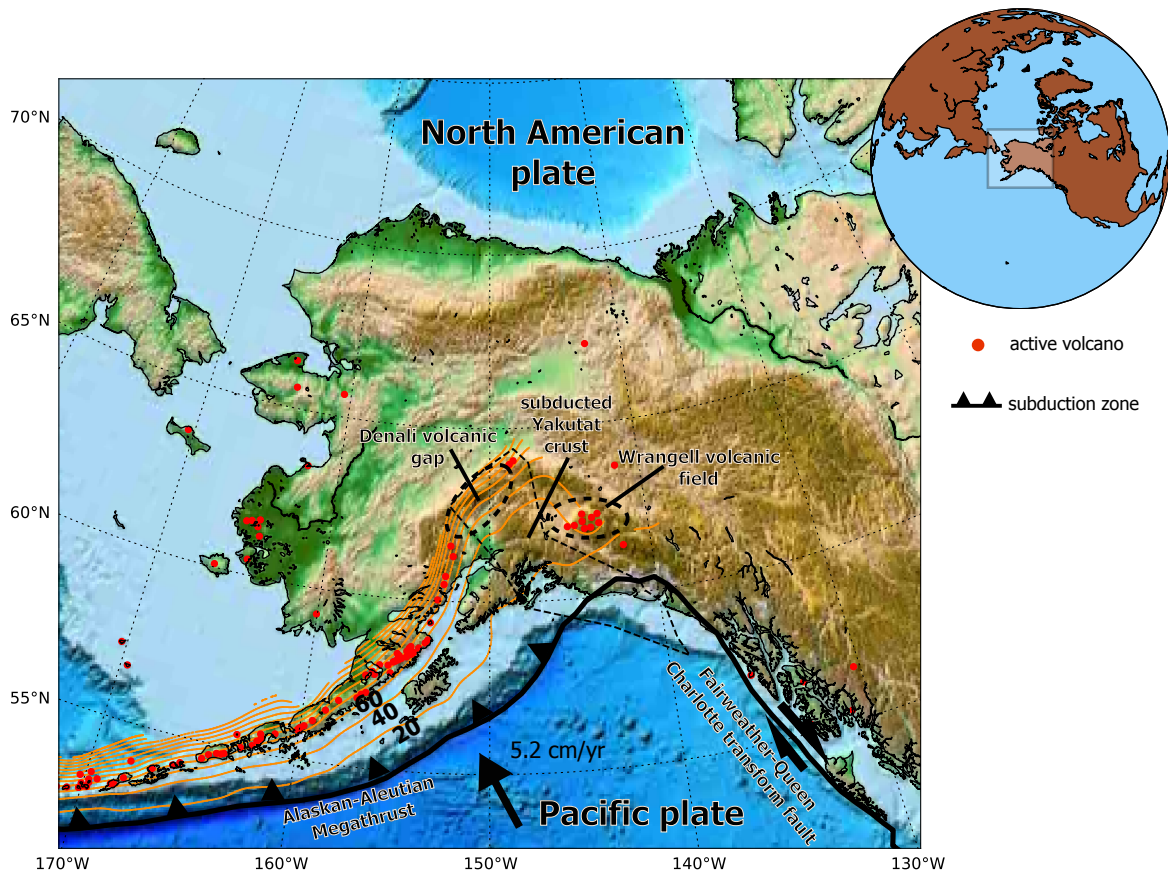 North American
plate
70°N
65°N
60°N
55°N
active volcano
subduction zone
subducted
Yakutat
crust
Denali volcanic
gap
Wrangell volcanic
field
60
40
20
5.2 cm/yr
Alaskan-Aleutian
Megathrust
Pacific plate
Fairweather-Queen
Charlotte transform fault
170°W
160°W
150°W
140°W
130°W